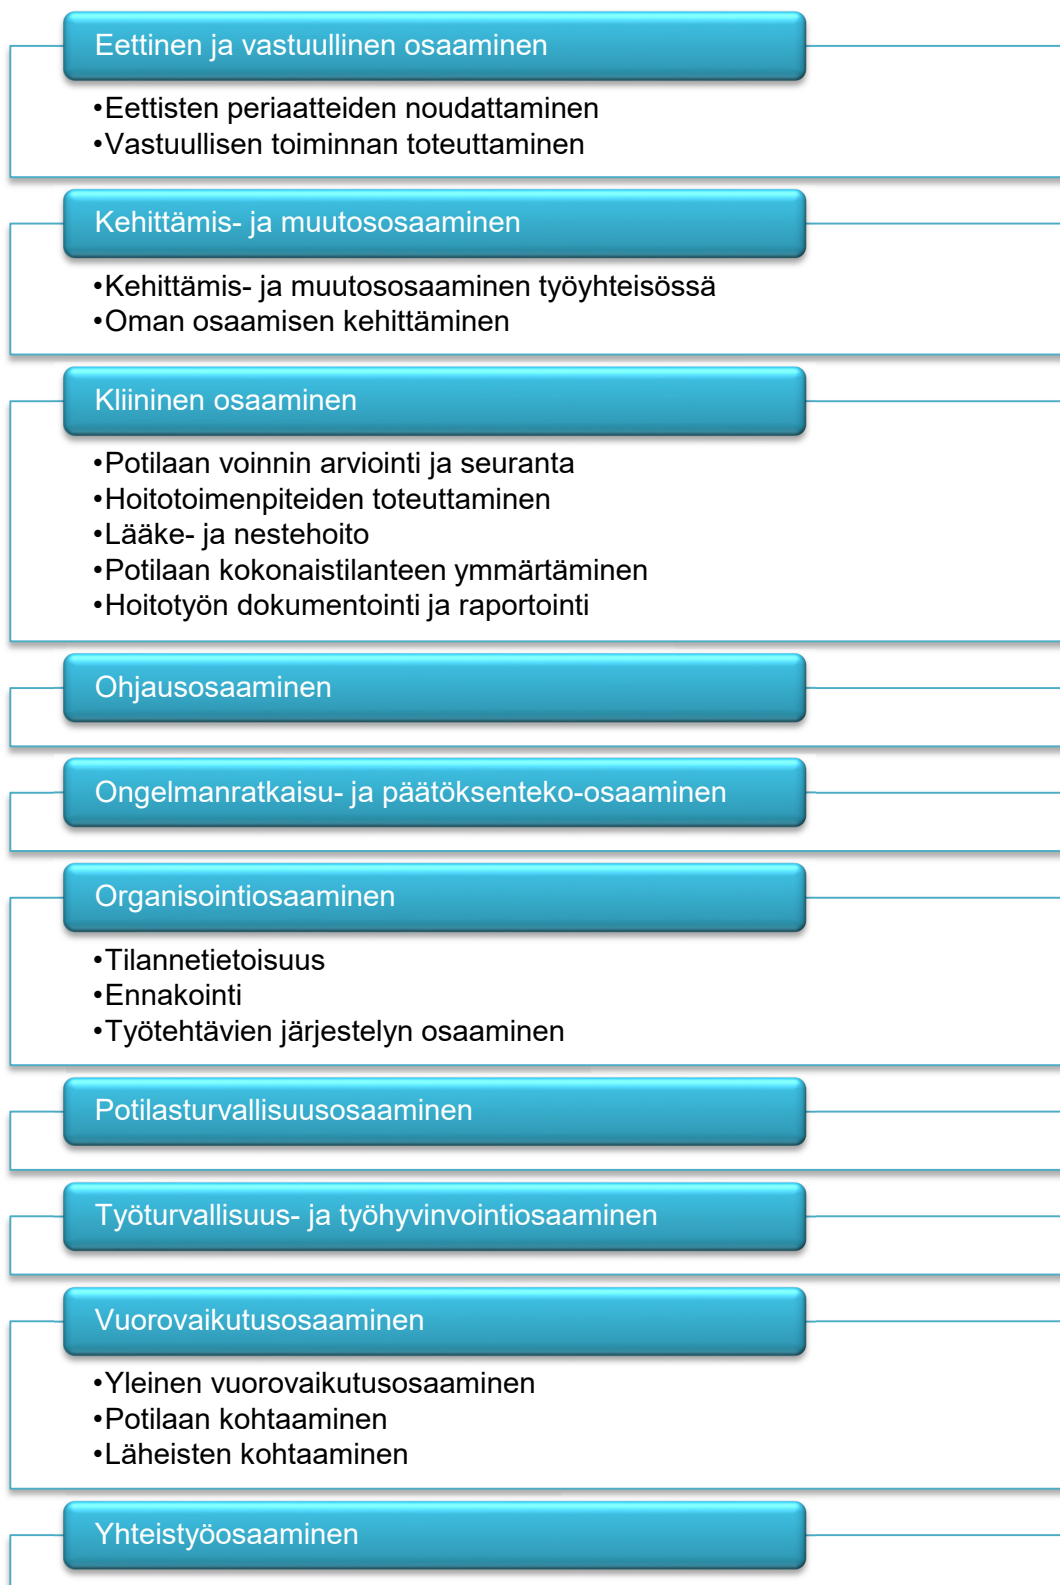 Eettinen ja vastuullinen osaaminen
•Eettisten periaatteiden noudattaminen
•Vastuullisen toiminnan toteuttaminen
Kehittämis- ja muutososaaminen
•Kehittämis- ja muutososaaminen työyhteisössä
•Oman osaamisen kehittäminen
Kliininen osaaminen
•Potilaan voinnin arviointi ja seuranta
•Hoitotoimenpiteiden toteuttaminen
•Lääke- ja nestehoito
•Potilaan kokonaistilanteen ymmärtäminen
•Hoitotyön dokumentointi ja raportointi
Ohjausosaaminen
Ongelmanratkaisu- ja päätöksenteko-osaaminen
Organisointiosaaminen
•Tilannetietoisuus
•Ennakointi
•Työtehtävien järjestelyn osaaminen
Potilasturvallisuusosaaminen
Työturvallisuus- ja työhyvinvointiosaaminen
Vuorovaikutusosaaminen
•Yleinen vuorovaikutusosaaminen
•Potilaan kohtaaminen
•Läheisten kohtaaminen
Yhteistyöosaaminen